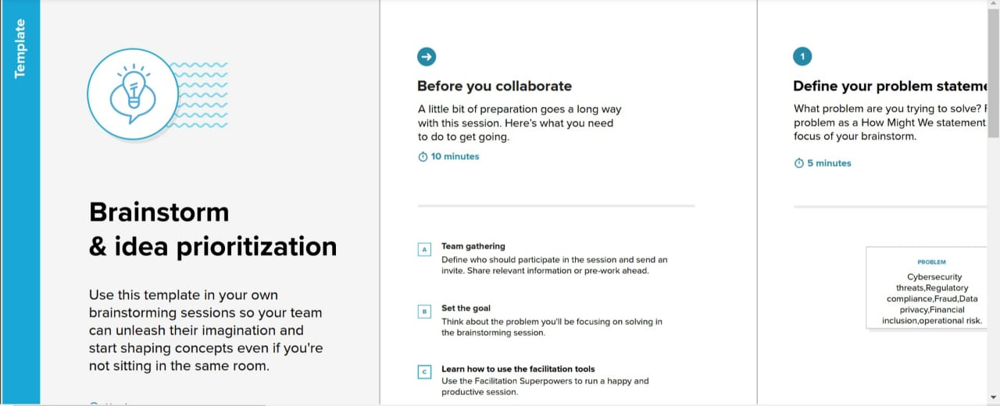 Template
Brainstorm
& idea prioritization
Use this template in your own
brainstorming sessions so your team
can unleash their imagination and
start shaping concepts even if you're
not sitting in the same room.
Before you collaborate
A little bit of preparation goes a long way
with this session. Here's what you need
to do to get going.
10 minutes
A
Team gathering
Define who should participate in the session and send an
invite. Share relevant information or pre-work ahead.
B
Set the goal
Think about the problem you'll be focusing on solving in
the brainstorming session.
C
Learn how to use the facilitation tools
Use the Facilitation Superpowers to run a happy and
productive session.
1
Define your problem
What problem are you trying to solve?
problem as a How Might We statement
focus of your brainstorm.
5 minutes
PROBLEM
Cybersecurity
threats,Regulatory
compliance,Fraud,Data
privacy,Financial
inclusion,operational risk.